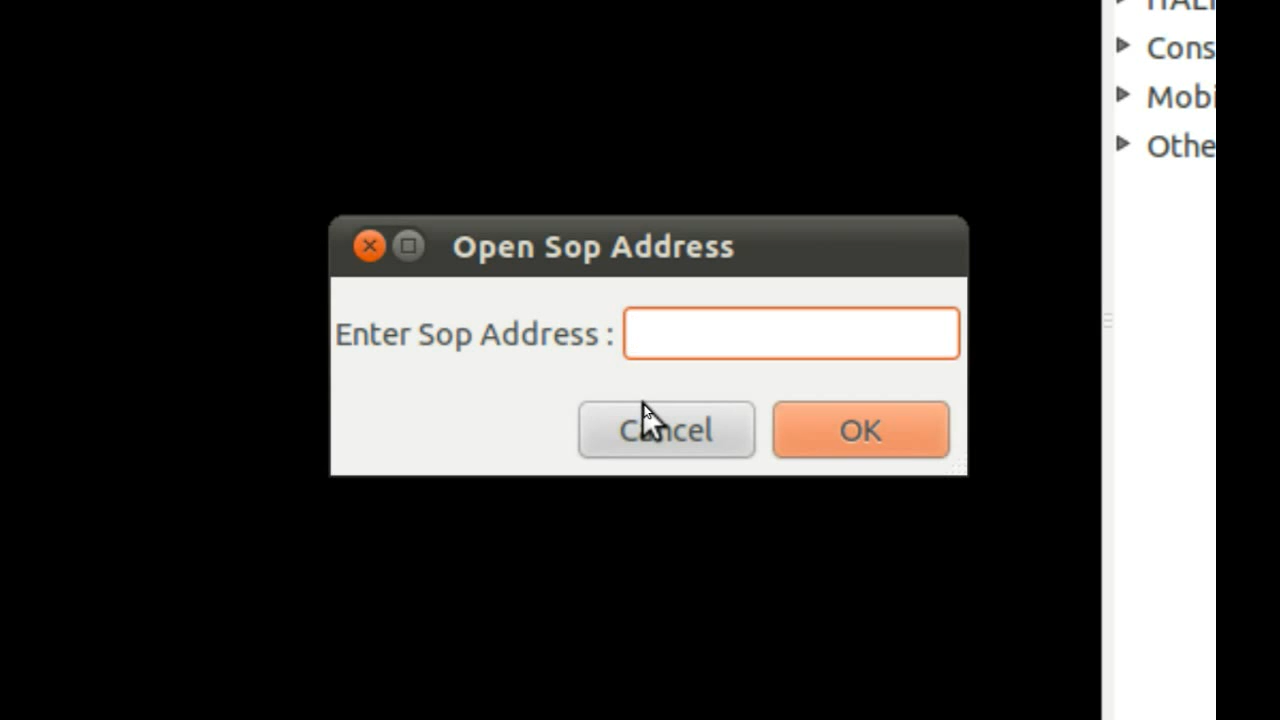 Cons
Mobi
Othe
Open Sop Address
Enter Sop Address :
Cancel
OK